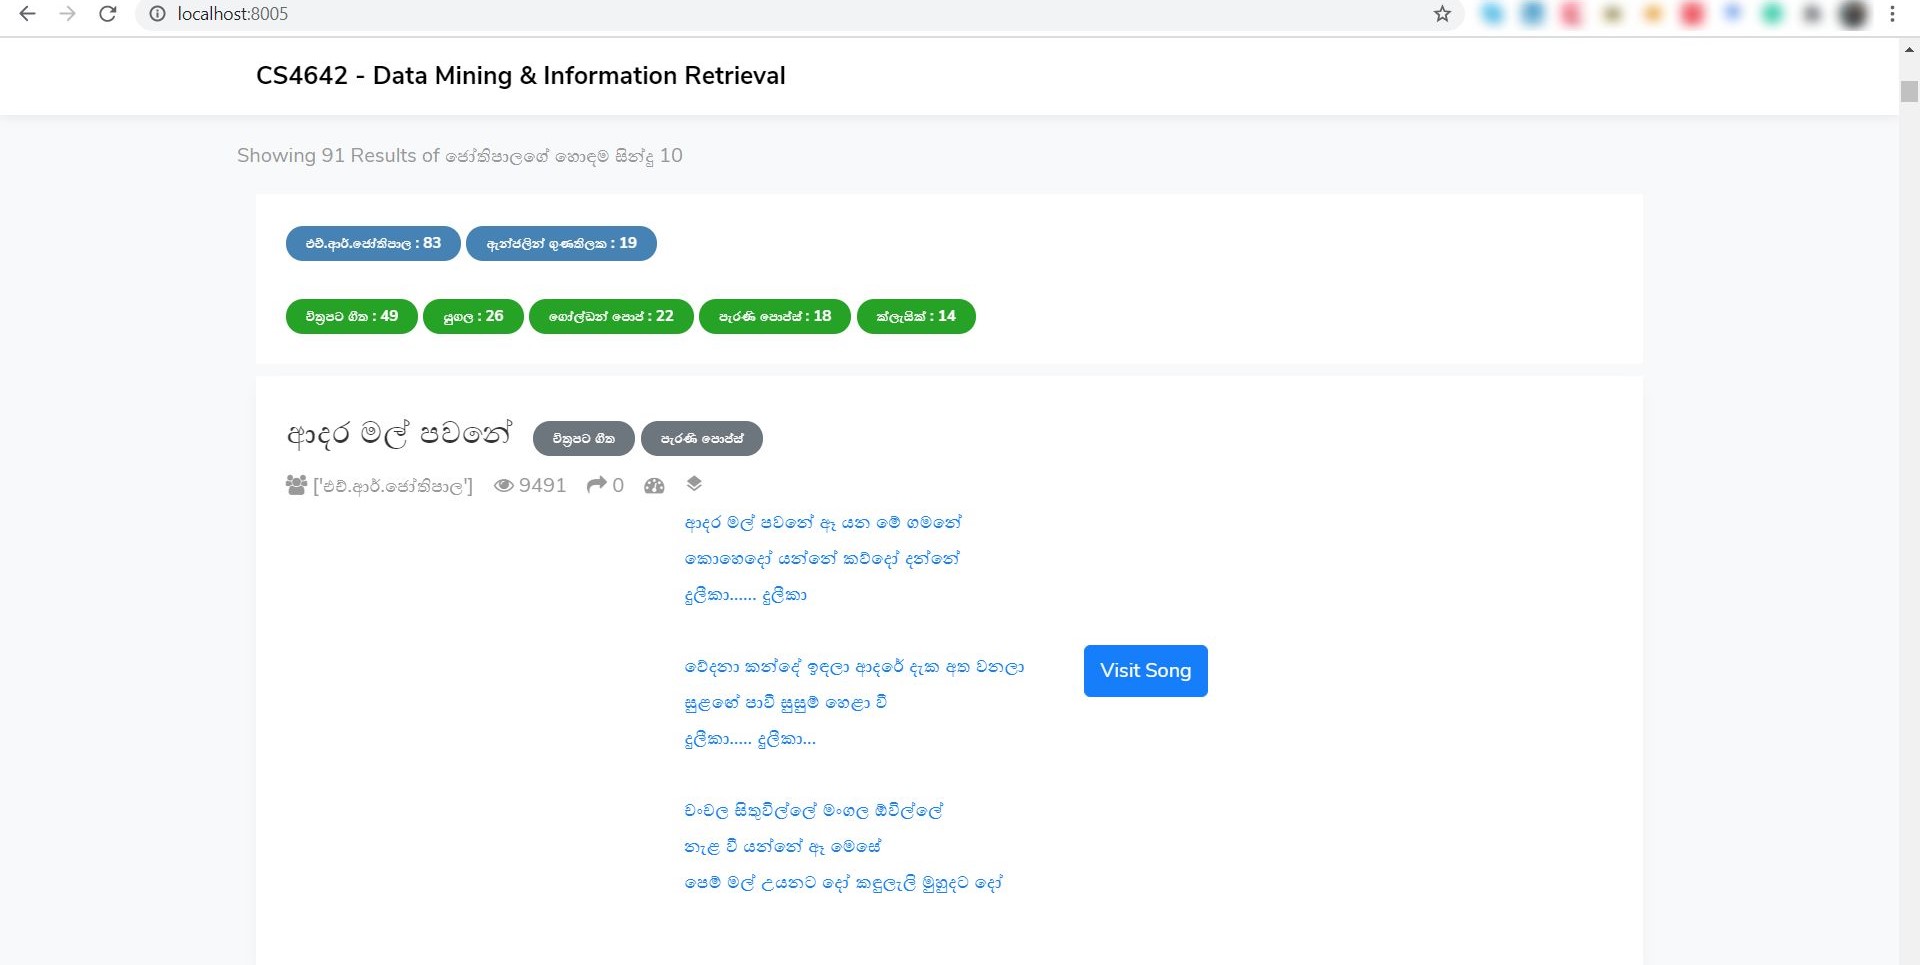 localhost:8005
CS4642 - Data Mining & Information Retrieval
Showing 91 Results of ජෝතිපාලගේ හොඳම සින්දු 10
එච්.ආර්.ජෝතිපාල : 83 ඇන්ජලින් ගුණතිලක : 19
චිත්‍රපට ගීත : 49 යුගල : 26 ගෝල්ඩන් පොප් : 22 පැරණි පොප්ස් : 18 ක්ලැසික් : 14
ආදර මල් පවනේ චිත්‍රපට ගීත පැරණි පොප්ස්
['එච්.ආර්.ජෝතිපාල'] 9491 0
ආදර මල් පවනේ ඈ යන මේ ගමනේ
කොහෙදෝ යන්නේ කව්දෝ දන්නේ
දුලීකා...... දුලීකා
වේදනා කන්දේ ඉඳලා ආදරේ දැක අත වනලා
සුළඟේ පාවී සුසුම් හෙළා වී
දුලීකා..... දුලීකා...
Visit Song
චංචල සිතුවිල්ලේ මංගල ඕවිල්ලේ
නැළ වී යන්නේ ඈ මෙසේ
පෙම් මල් උයනට දෝ කඳුලැලි මුහුදට දෝ